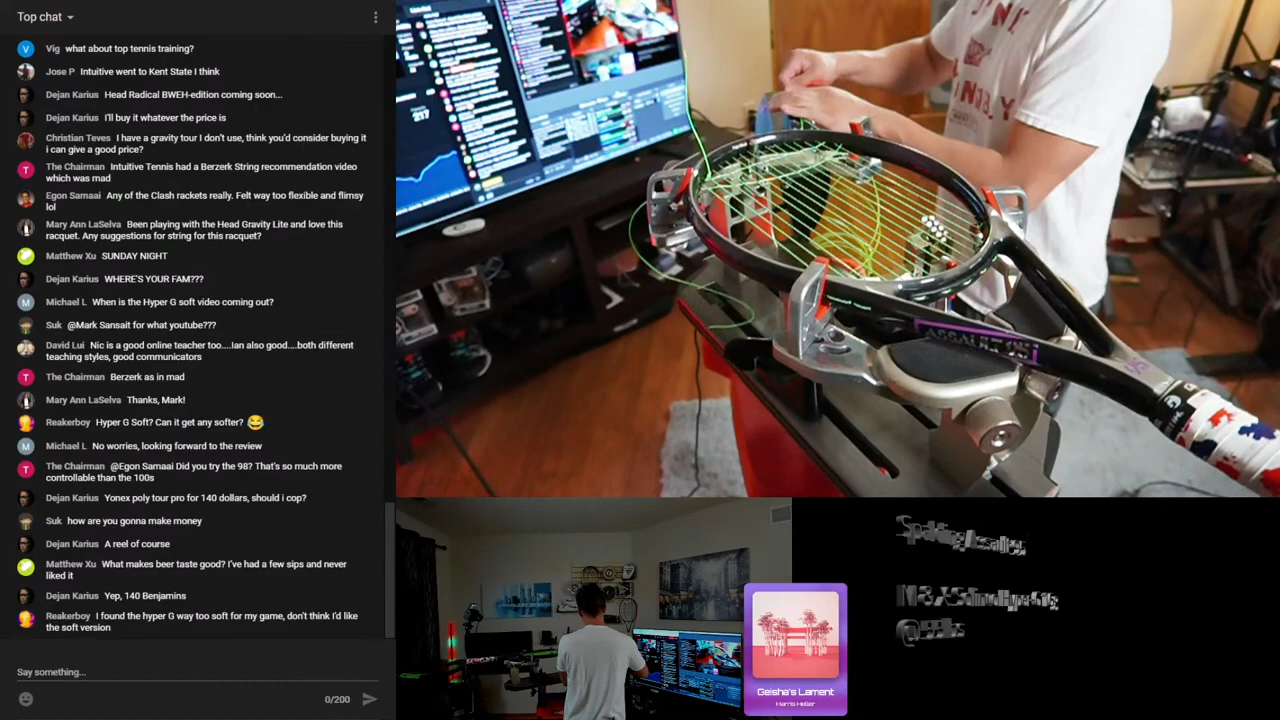 Top chat
Vig what about top tennis training?
Jose P Intuitive went to Kent State I think
Dejan Karius Head Radical BWEH-edition coming soon...
Dejan Karius I'll buy it whatever the price is
Christian Teves I have a gravity tour I don't use, think you'd consider buying it
i can give a good price?
The Chairman Intuitive Tennis had a Berzerk String recommendation video
which was mad
Egon Samaai Any of the Clash rackets really. Felt way too flexible and flimsy
lol
Mary Ann LaSelva Been playing with the Head Gravity Lite and love this
racquet. Any suggestions for string for this racquet?
Matthew Xu SUNDAY NIGHT
Dejan Karius WHERE'S YOUR FAM???
Michael L When is the Hyper G soft video coming out?
Suk @Mark Sansait for what youtube???
David Lui Nic is a good online teacher too....Ian also good....both different
teaching styles, good communicators
The Chairman Berzerk as in mad
Mary Ann LaSelva Thanks, Mark!
Reakerboy Hyper G Soft? Can it get any softer? 😂
Michael L No worries, looking forward to the review
The Chairman @Egon Samaai Did you try the 98? That's so much more
controllable than the 100s
Dejan Karius Yonex poly tour pro for 140 dollars, should i cop?
Suk how are you gonna make money
Dejan Karius A reel of course
Matthew Xu What makes beer taste good? I've had a few sips and never
liked it
Dejan Karius Yep, 140 Benjamins
Reakerboy I found the hyper G way too soft for my game, don't think I'd like
the soft version
Say something...
0/200
217
Geisha's Lament
Harris Heller